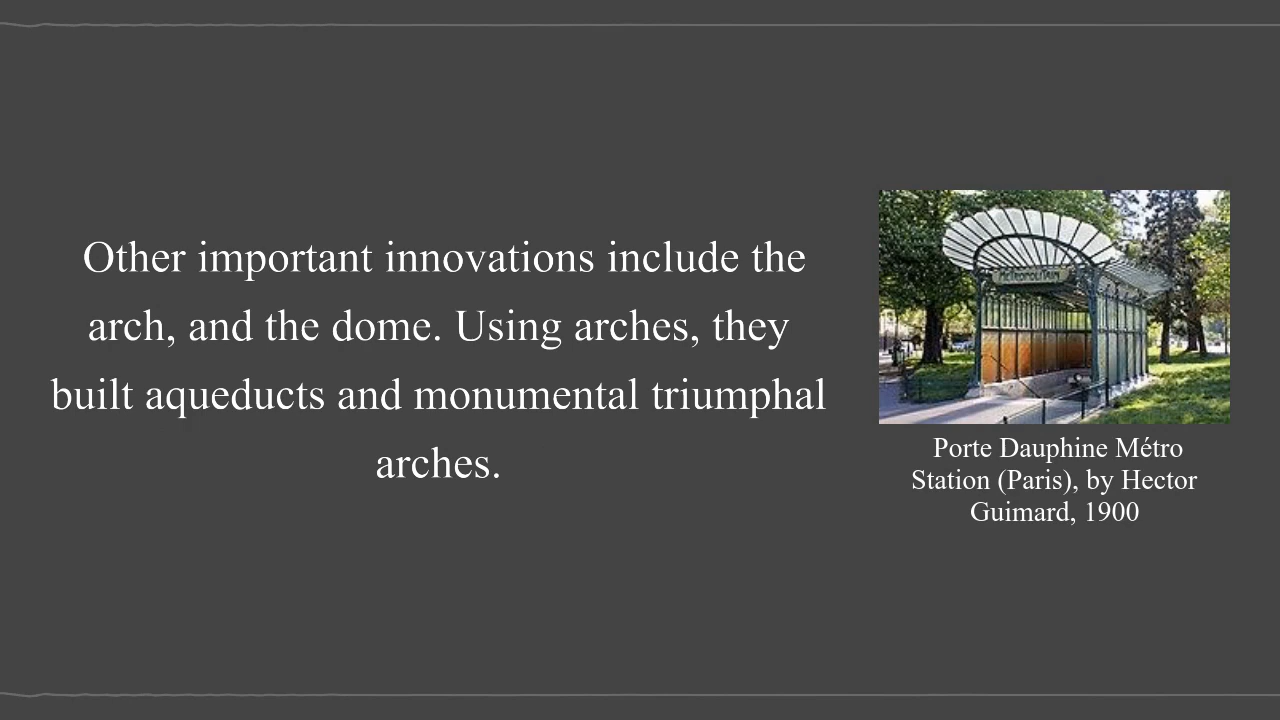 Other important innovations include the
arch, and the dome. Using arches, they
built aqueducts and monumental triumphal
arches.
METROPOLITAIN
Porte Dauphine Métro
Station (Paris), by Hector
Guimard, 1900